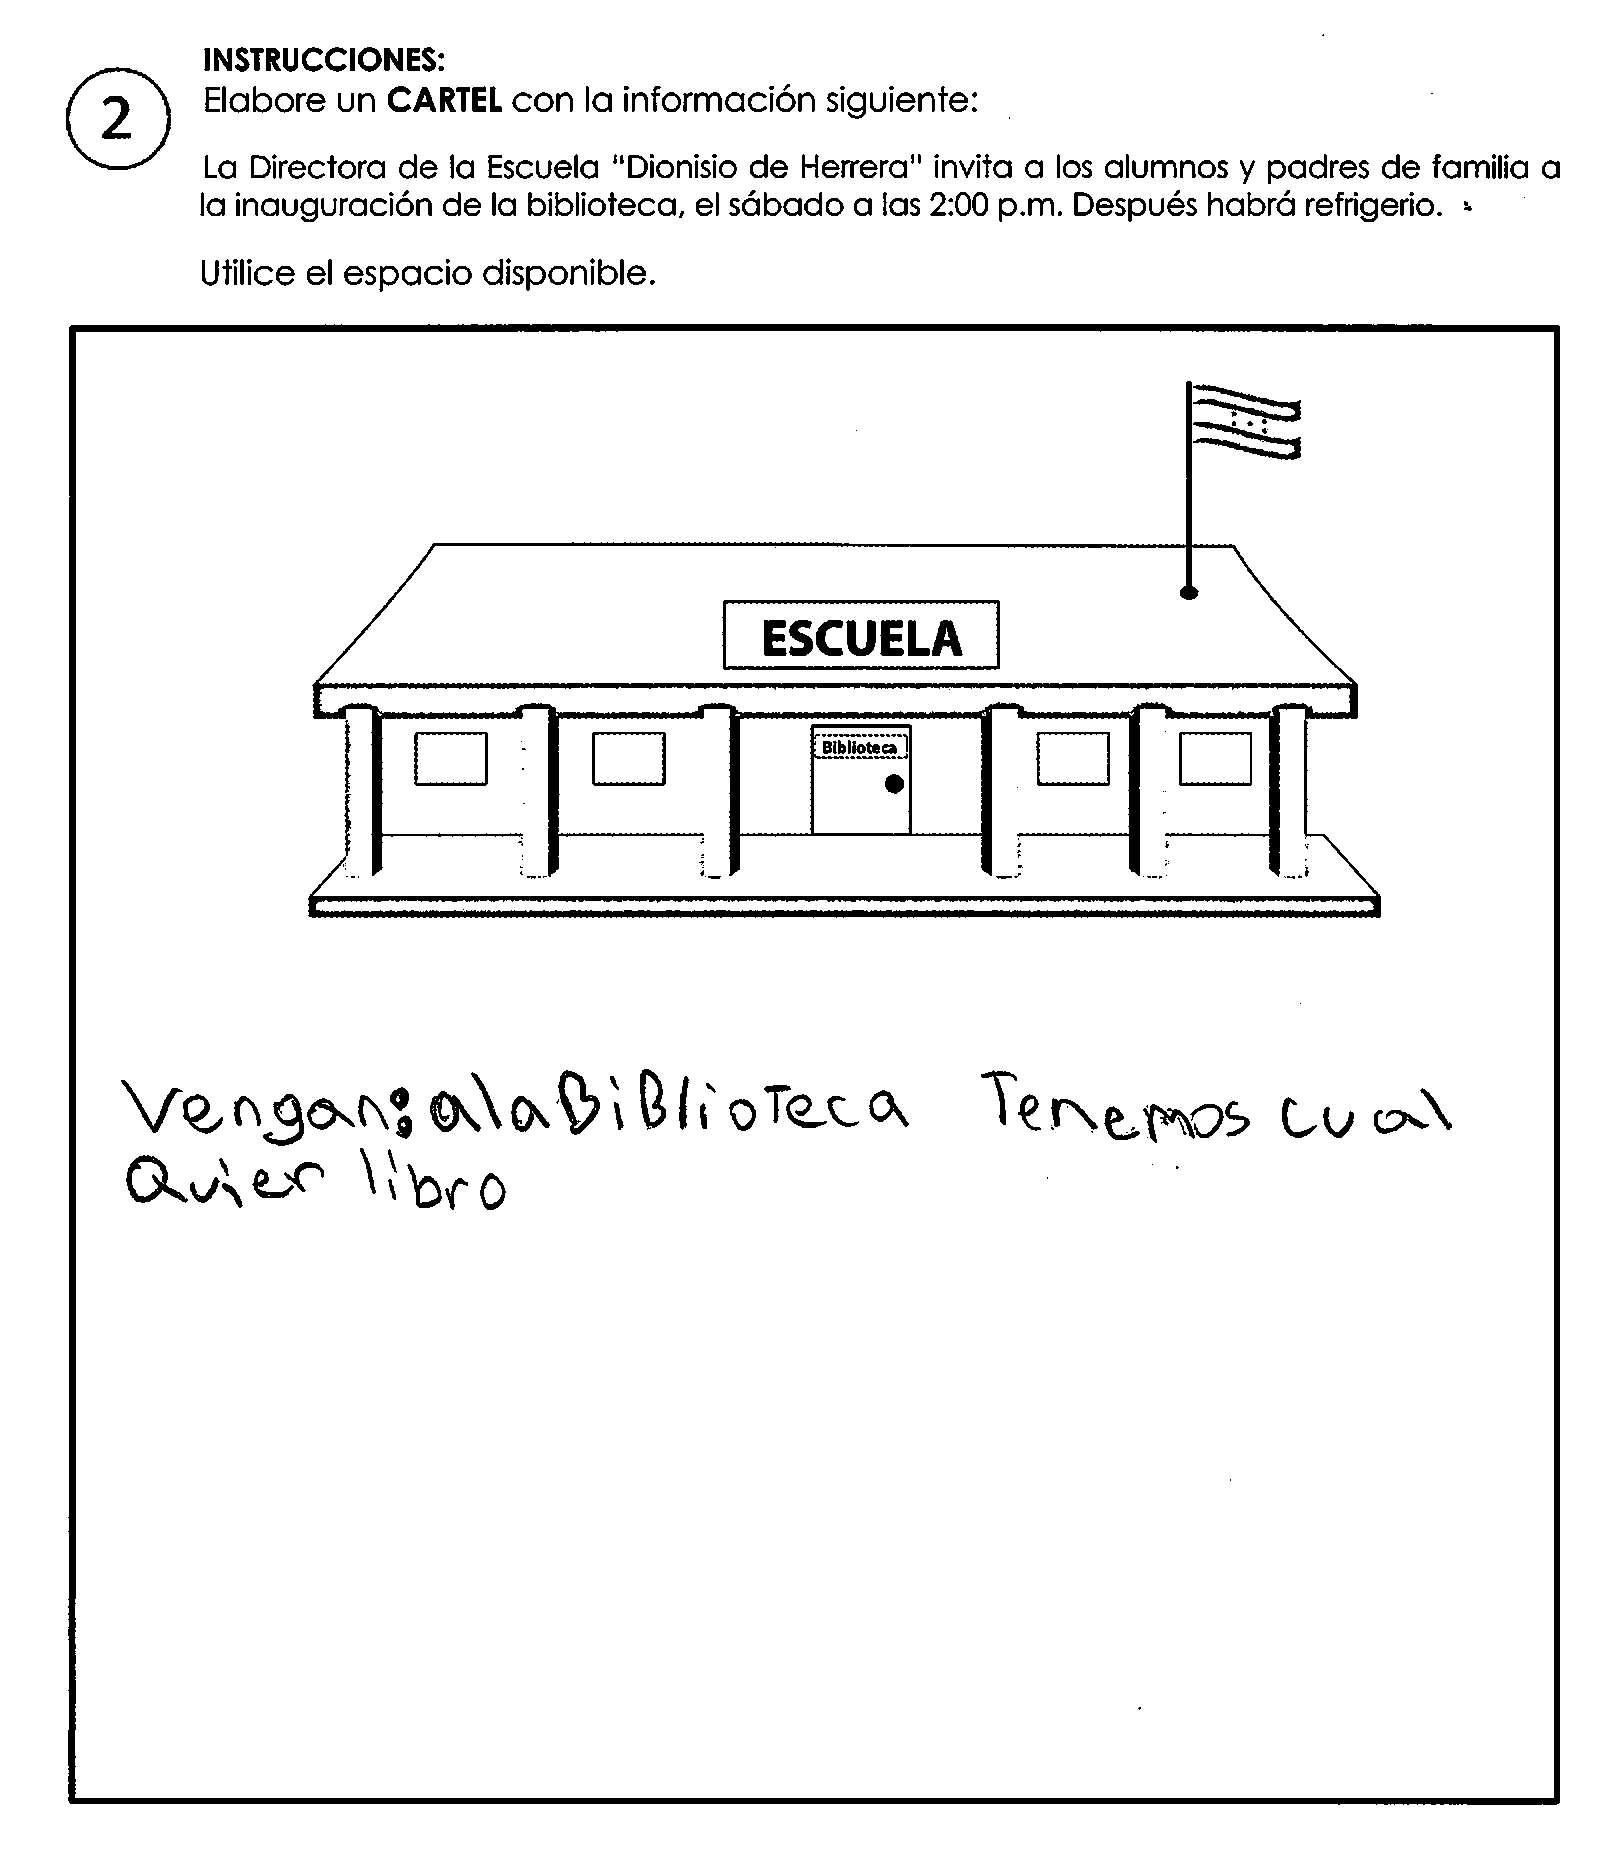 INSTRUCCIONES:
2
Elabore un CARTEL con la información siguiente:
La Directora de la Escuela "Dionisio de Herrera" invita a los alumnos y padres de familia a
la inauguración de la biblioteca, el sábado a las 2:00 p.m. Después habrá refrigerio.
Utilice el espacio disponible.
ESCUELA
Biblioteca
Vengan: a la BiBlioTeca Tenemos cual
Quier libro